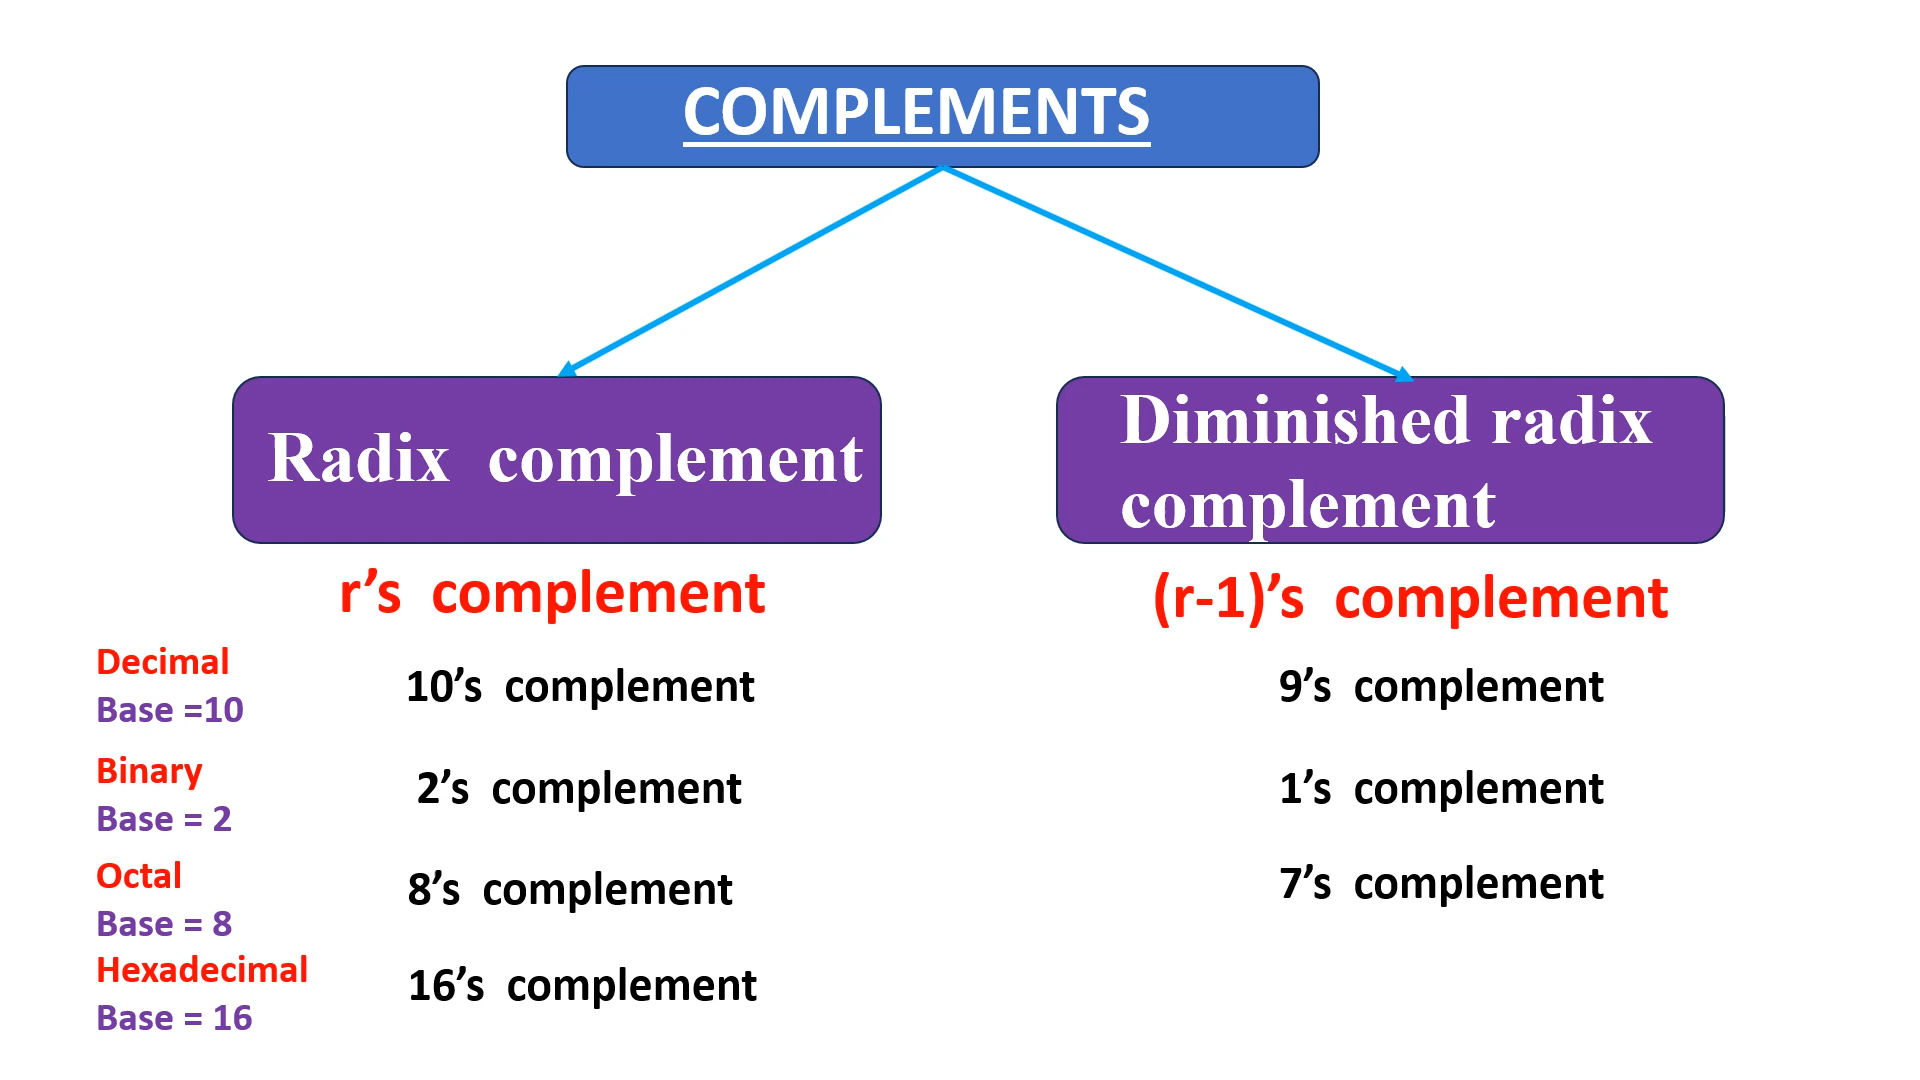 COMPLEMENTS
Radix complement
Diminished radix
complement
r’s complement
(r-1)’s complement
Decimal
Base =10
10’s complement
9’s complement
Binary
Base = 2
2’s complement
1’s complement
Octal
Base = 8
8’s complement
7’s complement
Hexadecimal
Base = 16
16’s complement